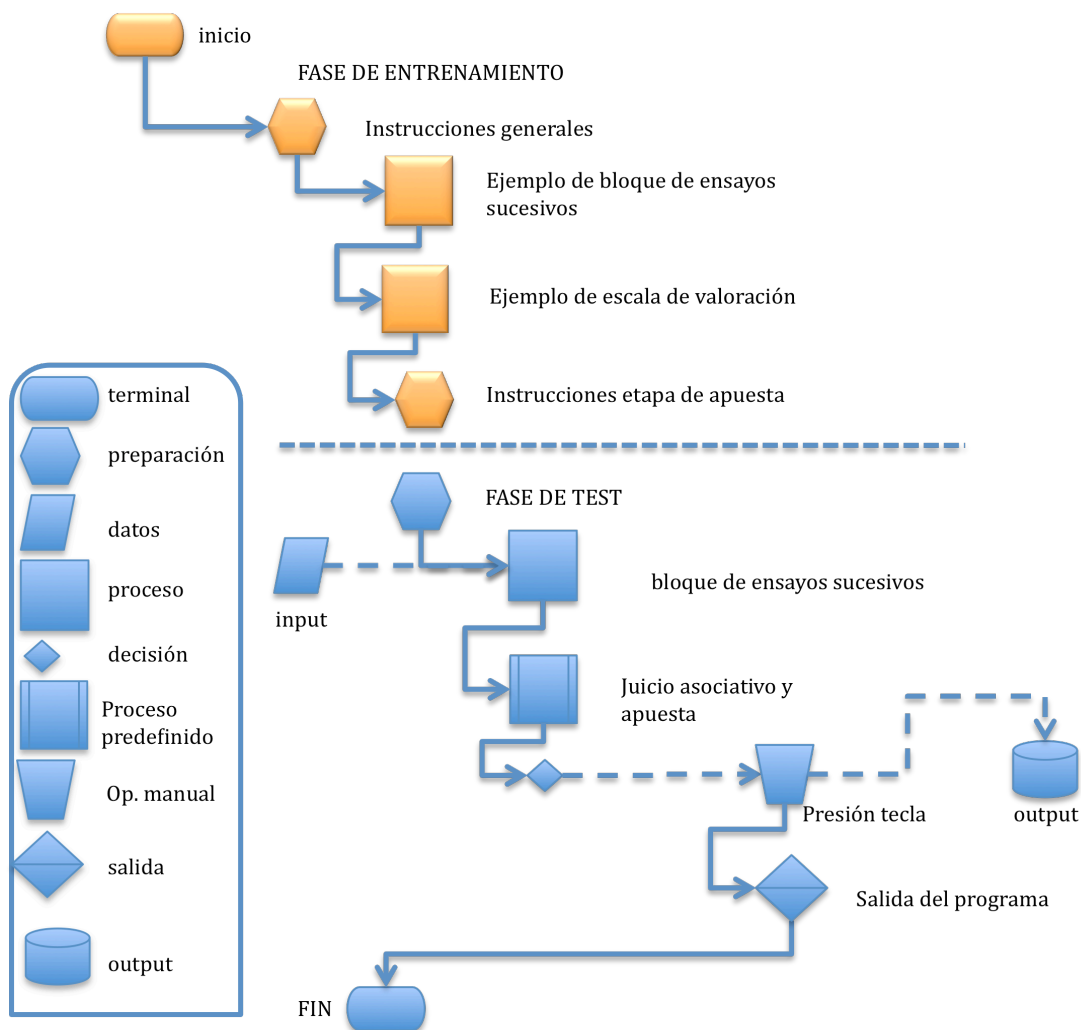 inicio
FASE DE ENTRENAMIENTO
Instrucciones generales
Ejemplo de bloque de ensayos
sucesivos
Ejemplo de escala de valoración
Instrucciones etapa de apuesta
terminal
preparación
datos
proceso
decisión
Proceso
predefinido
Op. manual
salida
output
FASE DE TEST
input
bloque de ensayos sucesivos
Juicio asociativo y
apuesta
Presión tecla
output
Salida del programa
FIN